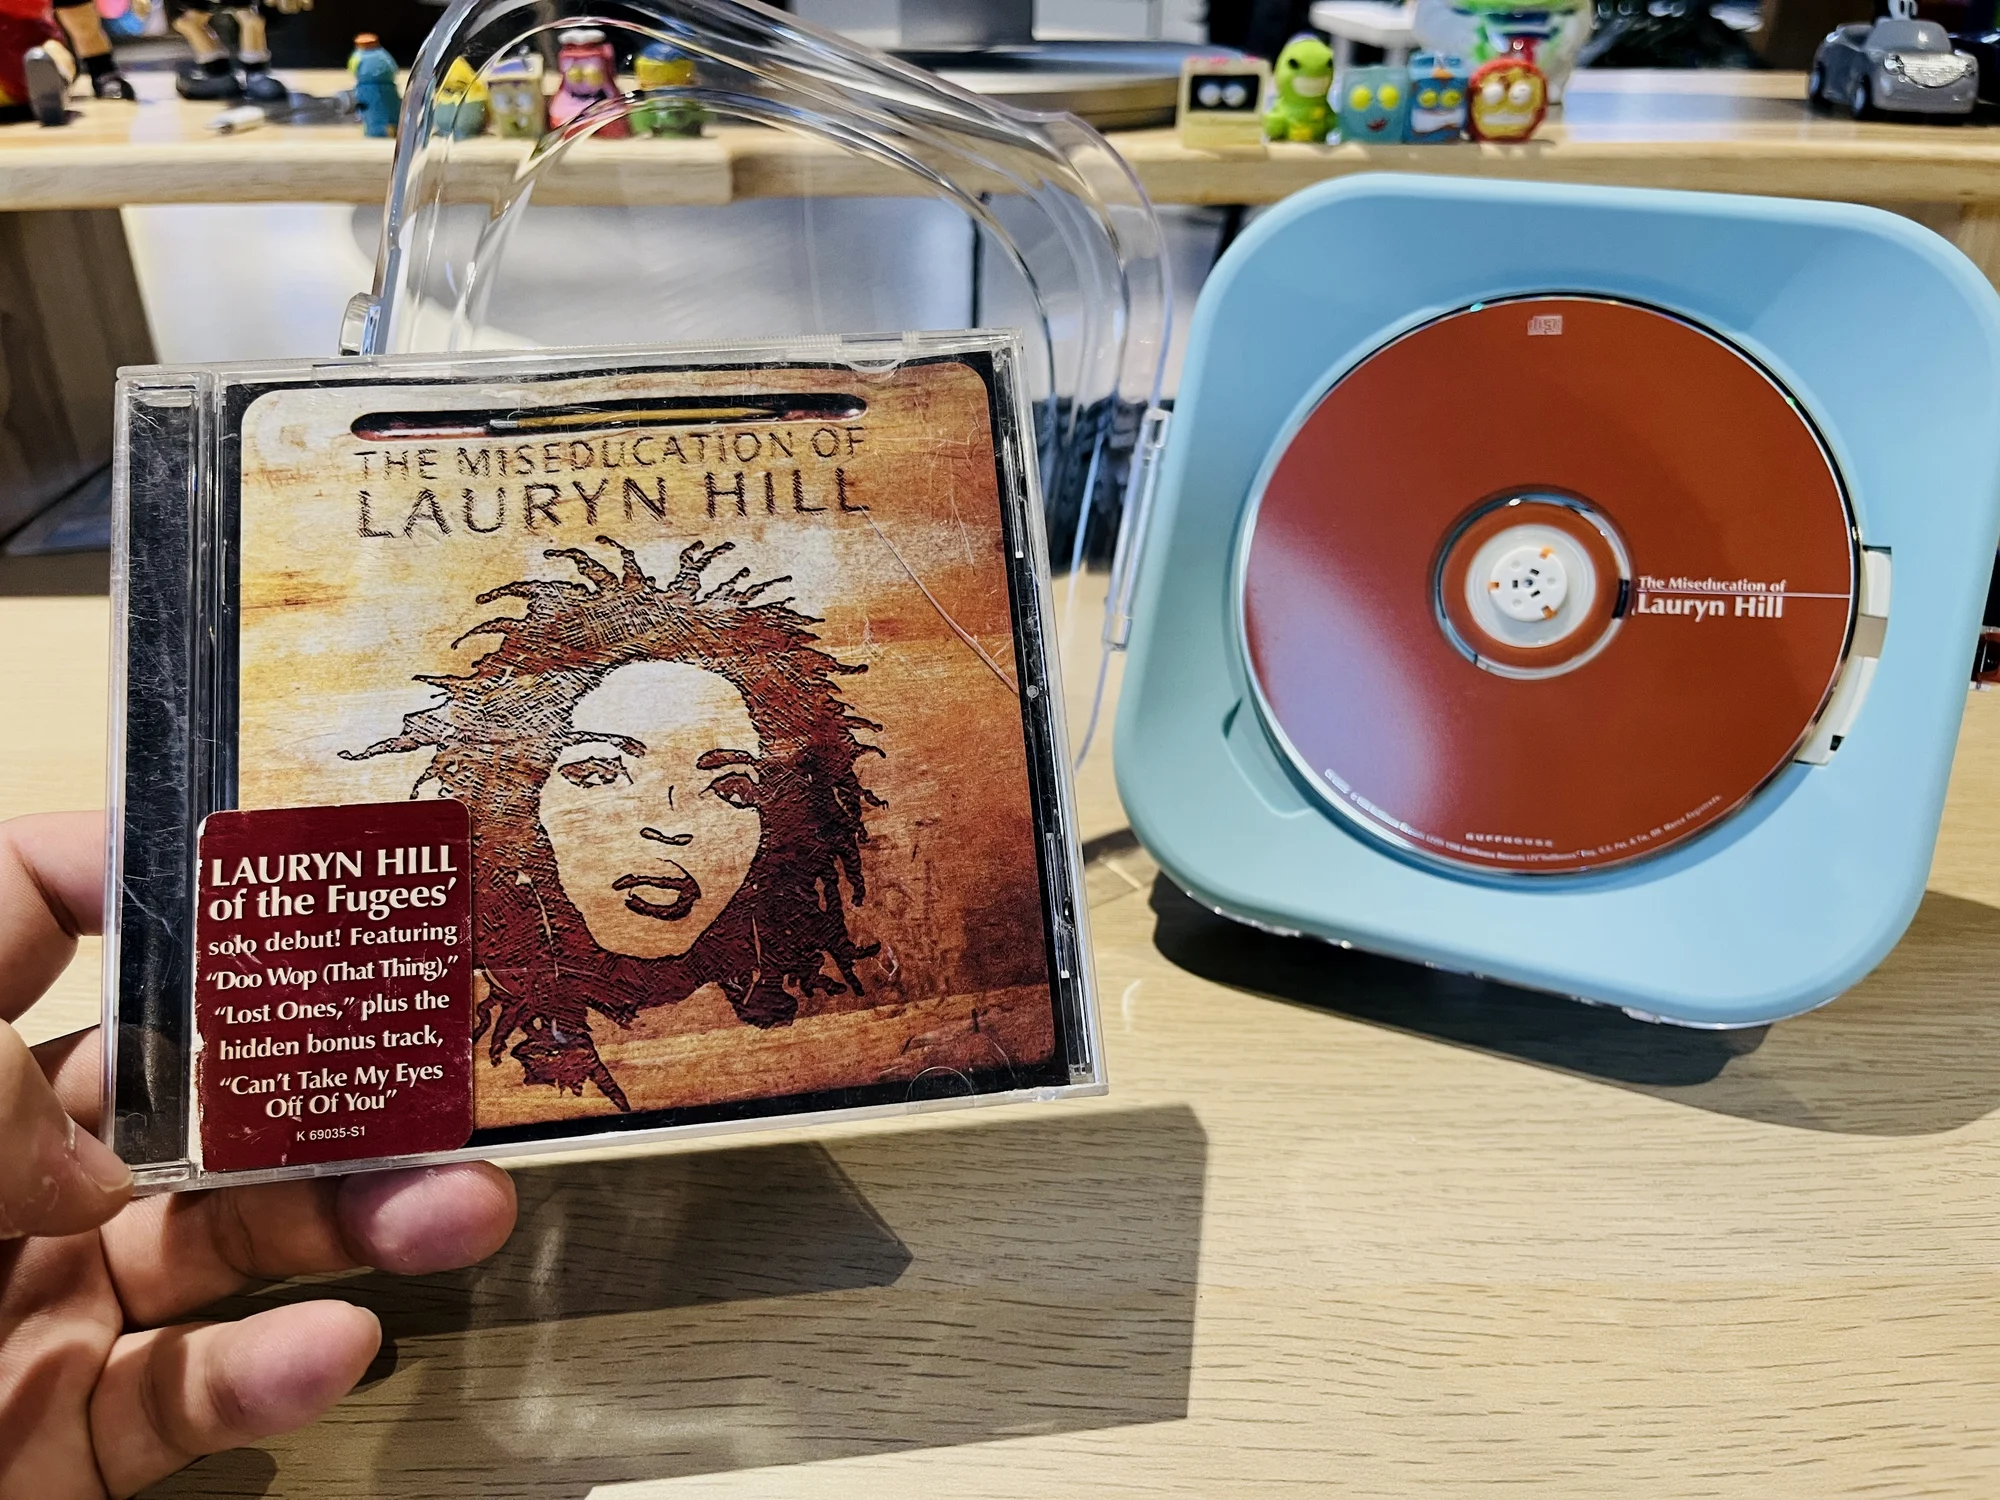 THE MISEDUCATION OF
LAURYN HILL
LAURYN HILL
of the Fugees’
solo debut! Featuring
“Doo Wop (That Thing),”
“Lost Ones,” plus the
hidden bonus track,
“Can’t Take My Eyes
Off Of You”
K 69035-S1
The Miseducation of
Lauryn Hill
RUFFHOUSE